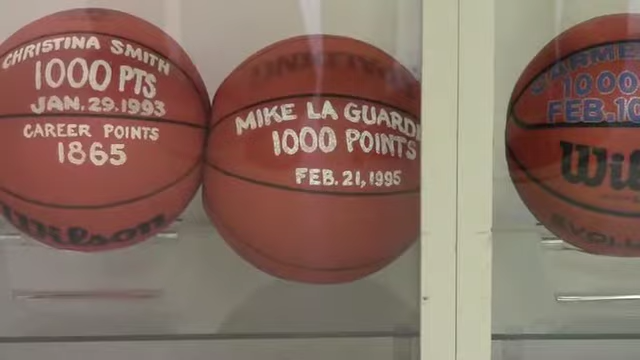 CHRISTINA SMITH
1000 PTS
JAN.29.1993
CAREER POINTS
1865
Wilson
MIKE LA GUARDI
1000 POINTS
FEB.21,1995
1000
FEB.10
Wil
EVOLU